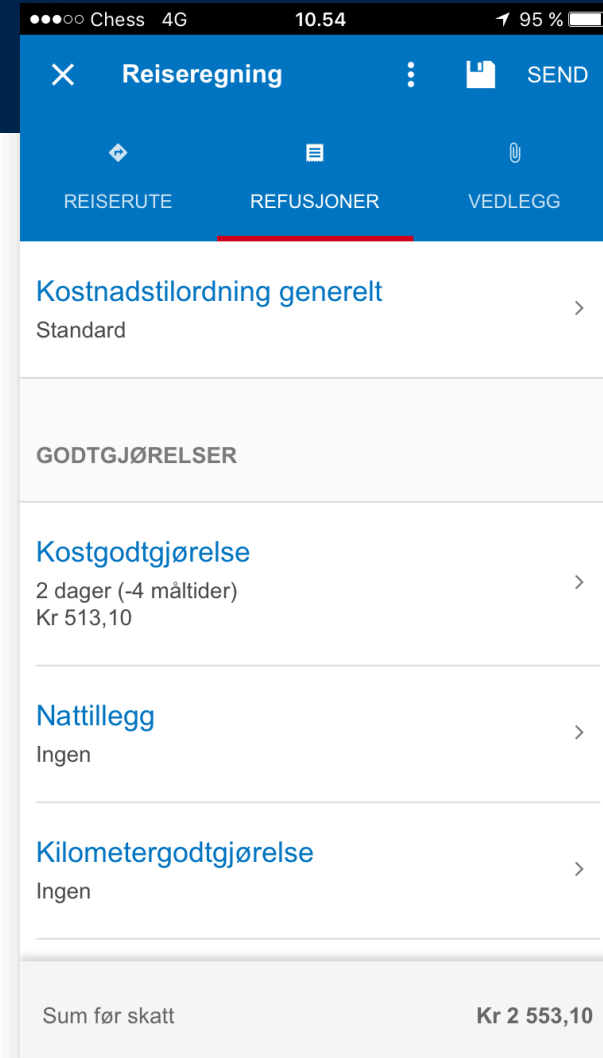 Chess 4G 10.54 95 %
Reiseregning SEND
REISERUTE REFUSJONER VEDLEGG
Kostnadstilordning generelt
Standard
GODTGJØRELSER
Kostgodtgjørelse
2 dager (-4 måltider)
Kr 513,10
Nattillegg
Ingen
Kilometergodtgjørelse
Ingen
Sum før skatt Kr 2 553,10